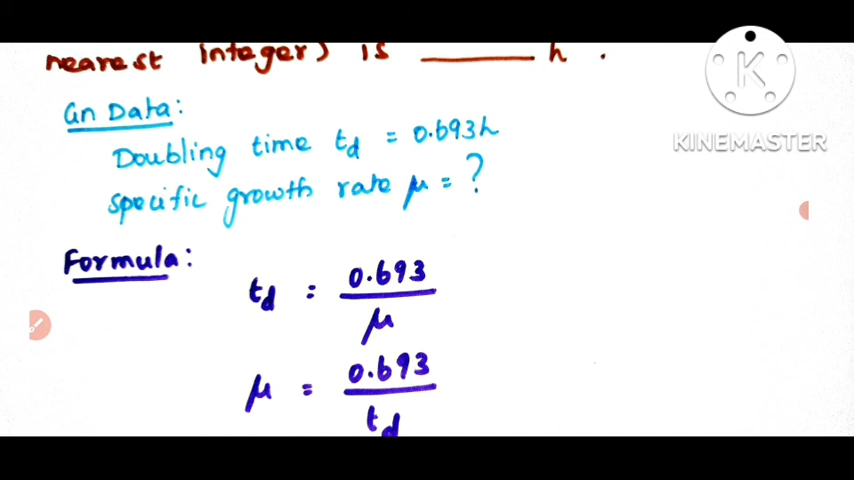 nearest integer) is ______ h .
Gn Data:
Doubling time td = 0.693h
specific growth rate μ = ?
Formula:
td = 0.693 / μ
μ = 0.693 / td
K
KINEMASTER